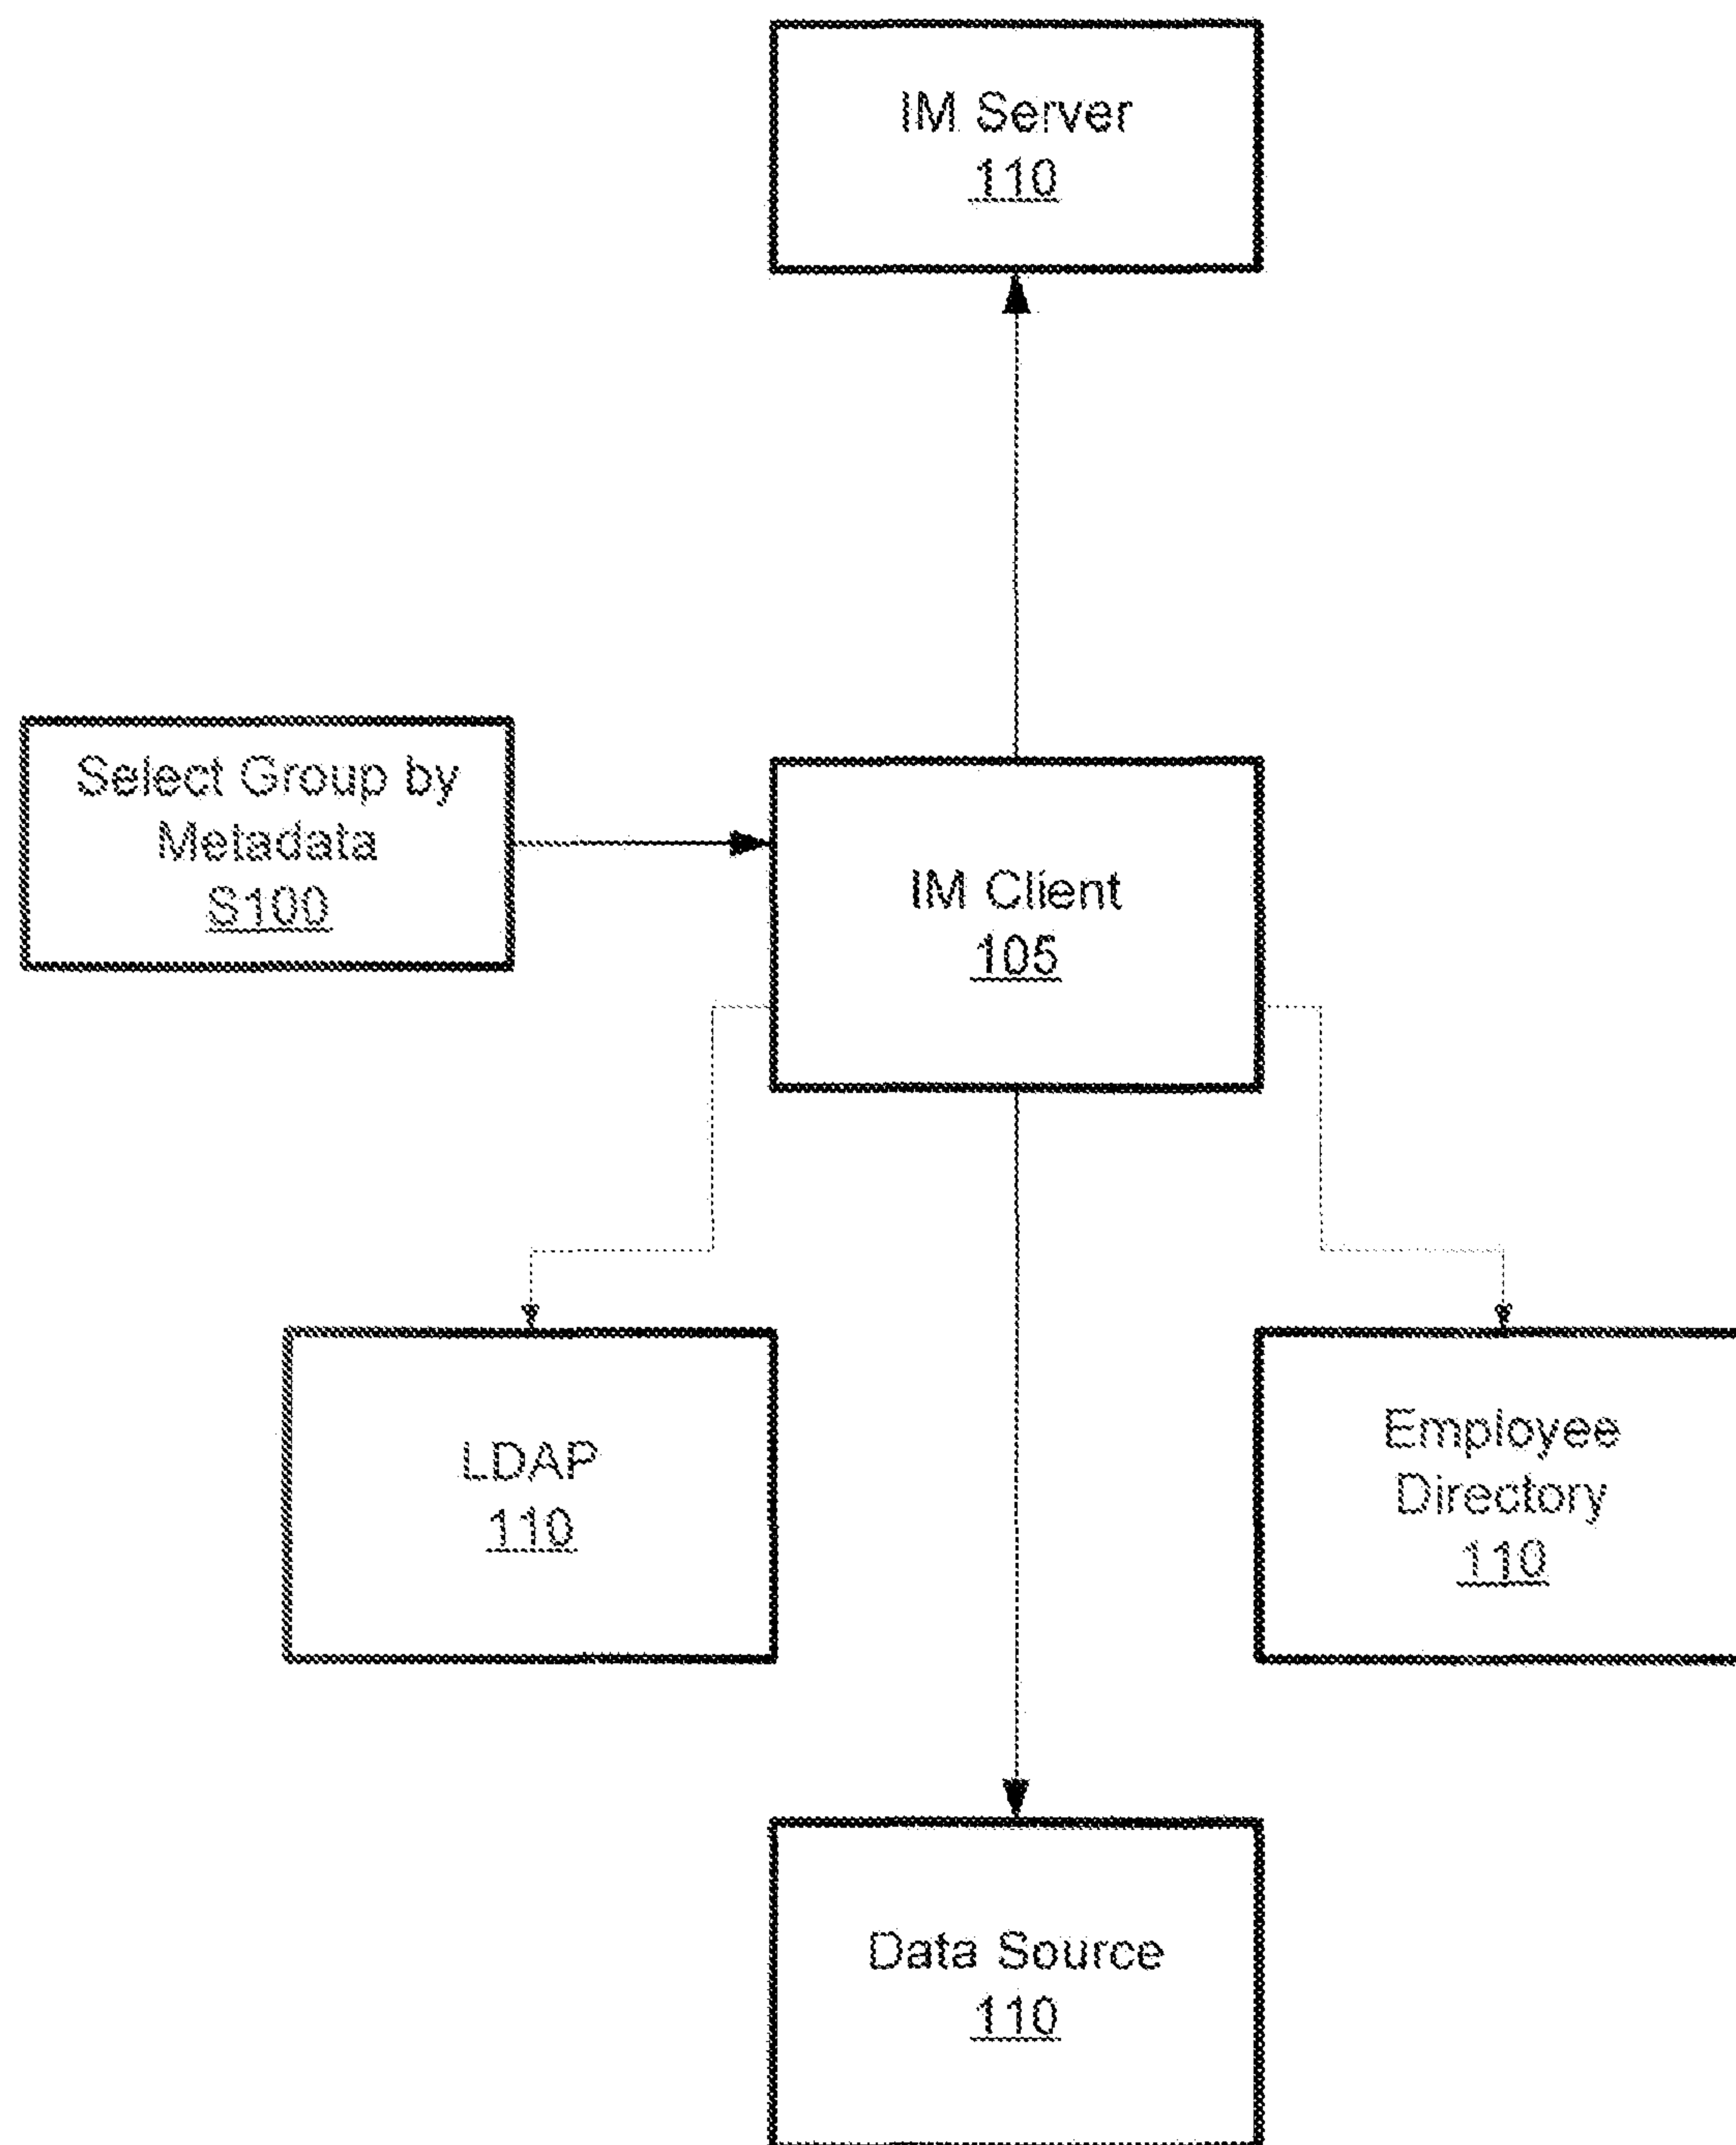 IM Server
110
Select Group by
Metadata
S100
IM Client
105
LDAP
110
Employee
Directory
110
Data Source
110